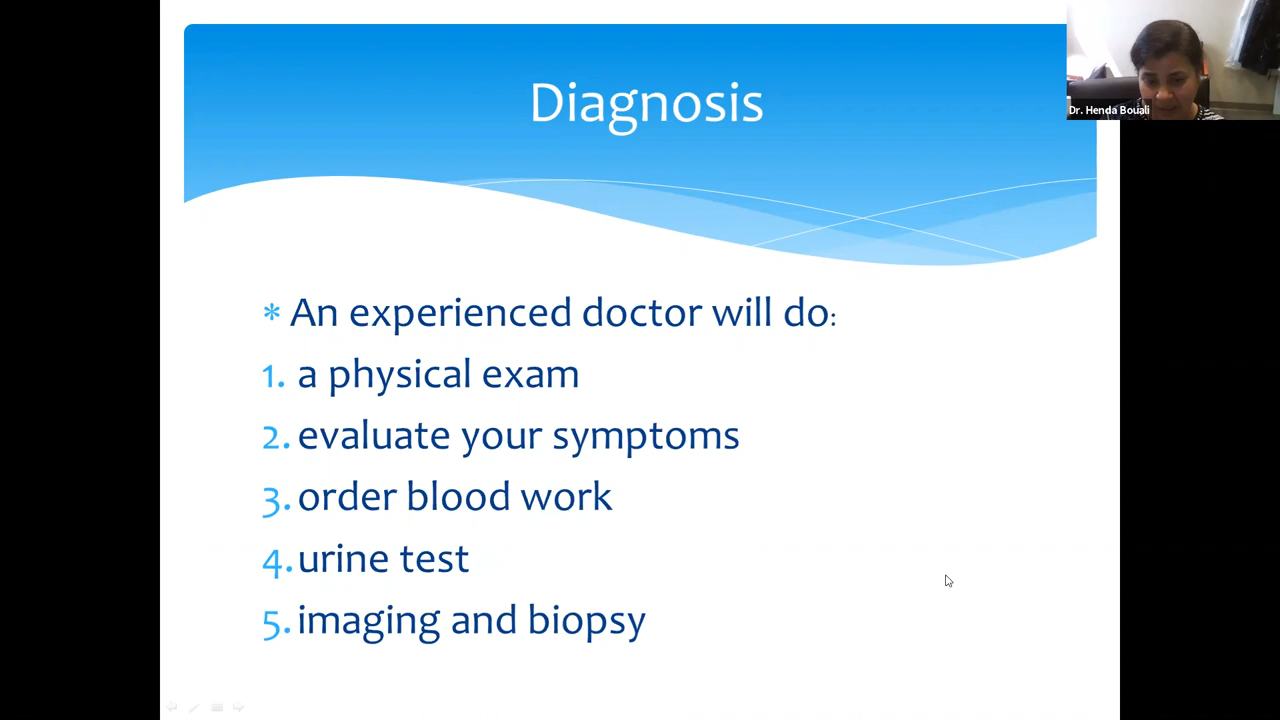 Diagnosis
Dr. Henda Bouali
* An experienced doctor will do:
1. a physical exam
2. evaluate your symptoms
3. order blood work
4. urine test
5. imaging and biopsy